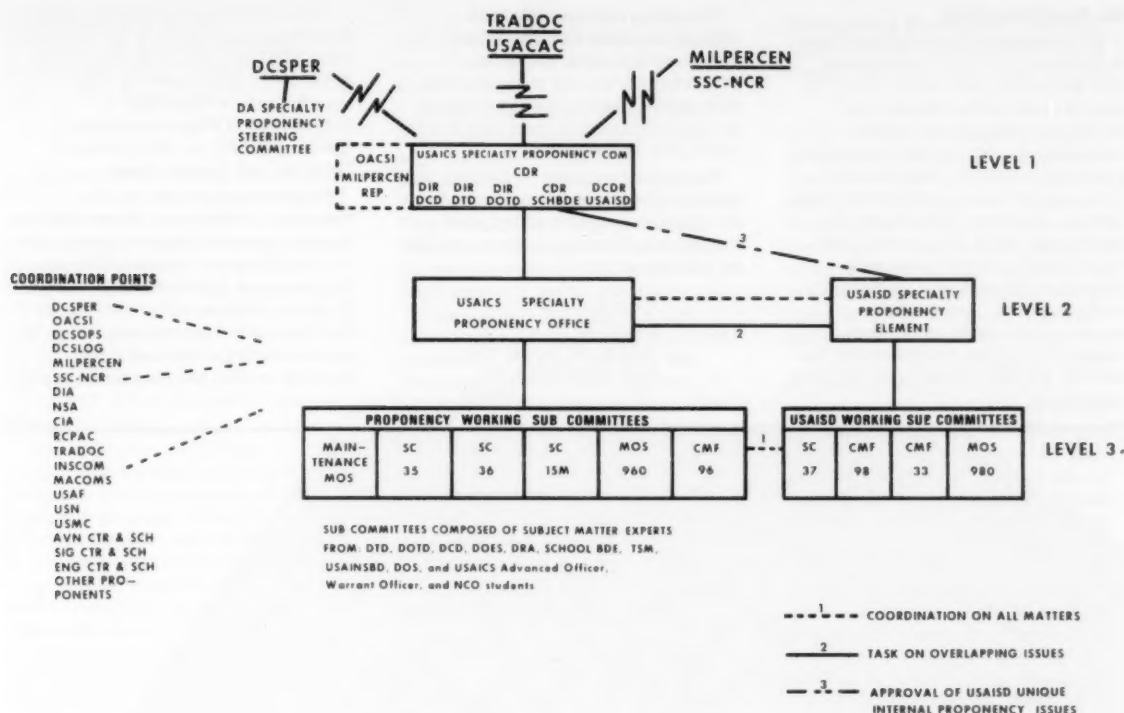 TRADOC
USACAC
DCSPER
DA SPECIALTY
PROPONENCY
STEERING
COMMITTEE
MILPERCEN
SSC-NCR
OACSI
MILPERCEN
REP.
USAICS SPECIALTY PROPONENCY COM
CDR
DIR DIR DIR CDR DCDR
DCD DTD DOTD SCHBDE USAISD
LEVEL 1
3
COORDINATION POINTS
DCSPER
OACSI
DCSOPS
DCSLOG
MILPERCEN
SSC-NCR
DIA
NSA
CIA
RCPAC
TRADOC
INSCOM
MACOMS
USAF
USN
USMC
AVN CTR & SCH
SIG CTR & SCH
ENG CTR & SCH
OTHER PRO-
PONENTS
USAICS SPECIALTY
PROPONENCY OFFICE
2
USAISD SPECIALTY
PROPONENCY
ELEMENT
LEVEL 2
PROPONENCY WORKING SUB COMMITTEES
MAIN-
TENANCE
MOS
SC
35
SC
36
SC
15M
MOS
960
CMF
96
1
USAISD WORKING SUB COMMITTEES
SC
37
CMF
98
CMF
33
MOS
980
LEVEL 3
SUB COMMITTEES COMPOSED OF SUBJECT MATTER EXPERTS
FROM: DTD, DOTD, DCD, DOES, DRA, SCHOOL BDE, TSM,
USAINSBD, DOS, and USAICS Advanced Officer,
Warrant Officer, and NCO students
1 COORDINATION ON ALL MATTERS
2 TASK ON OVERLAPPING ISSUES
3 APPROVAL OF USAISD UNIQUE
INTERNAL PROPONENCY ISSUES